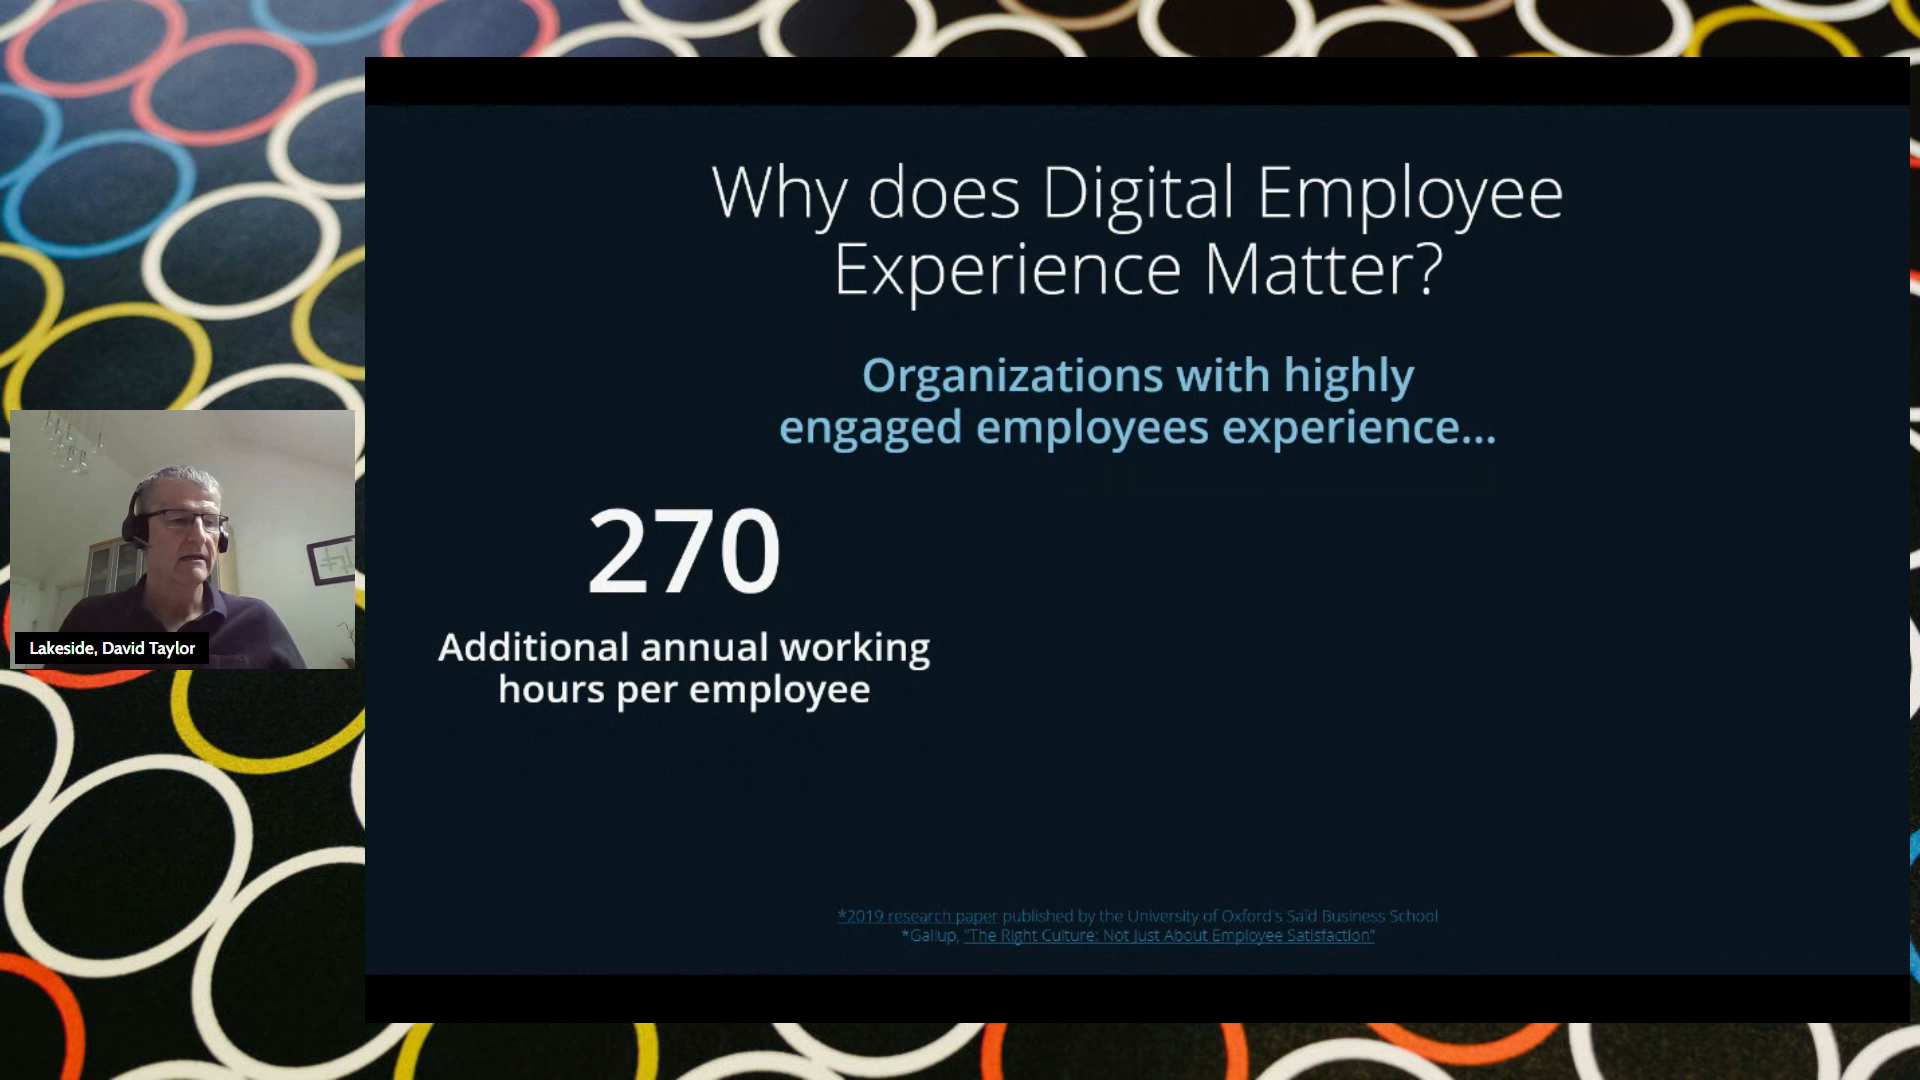 Why does Digital Employee
Experience Matter?
Organizations with highly
engaged employees experience...
270
Additional annual working
hours per employee
*2019 research paper published by the University of Oxford's Saïd Business School
*Gallup, "The Right Culture: Not Just About Employee Satisfaction"
Lakeside, David Taylor